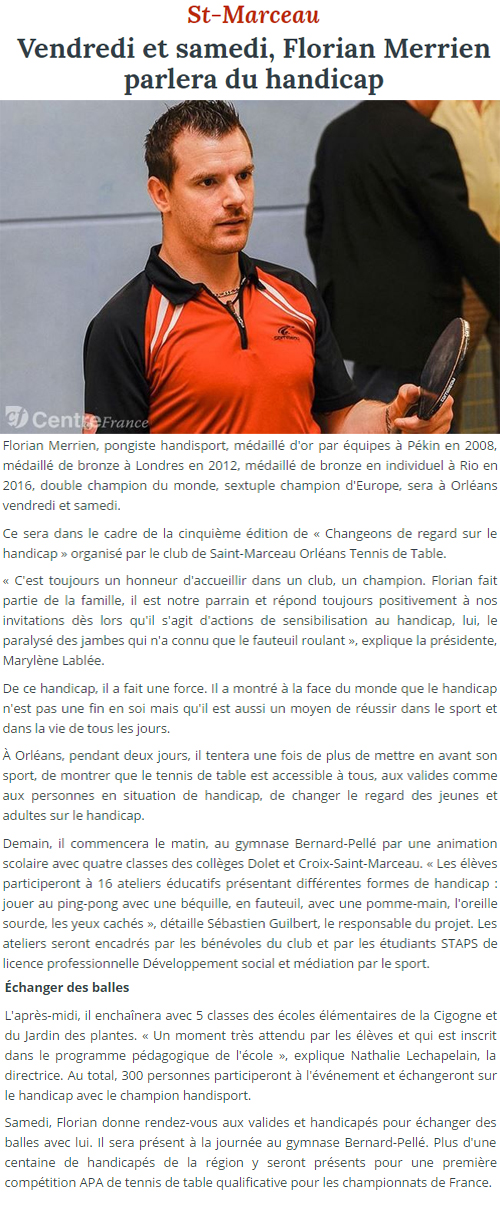 St-Marceau
Vendredi et samedi, Florian Merrien
parlera du handicap
Centre France
Florian Merrien, pongiste handisport, médaillé d'or par équipes à Pékin en 2008,
médaillé de bronze à Londres en 2012, médaillé de bronze en individuel à Rio en
2016, double champion du monde, sextuple champion d'Europe, sera à Orléans
vendredi et samedi.
Ce sera dans le cadre de la cinquième édition de « Changeons de regard sur le
handicap » organisé par le club de Saint-Marceau Orléans Tennis de Table.
« C'est toujours un honneur d'accueillir dans un club, un champion. Florian fait
partie de la famille, il est notre parrain et répond toujours positivement à nos
invitations dès lors qu'il s'agit d'actions de sensibilisation au handicap, lui, le
paralysé des jambes qui n'a connu que le fauteuil roulant », explique la présidente,
Marylène Lablée.
De ce handicap, il a fait une force. Il a montré à la face du monde que le handicap
n'est pas une fin en soi mais qu'il est aussi un moyen de réussir dans le sport et
dans la vie de tous les jours.
À Orléans, pendant deux jours, il tentera une fois de plus de mettre en avant son
sport, de montrer que le tennis de table est accessible à tous, aux valides comme
aux personnes en situation de handicap, de changer le regard des jeunes et
adultes sur le handicap.
Demain, il commencera le matin, au gymnase Bernard-Pellé par une animation
scolaire avec quatre classes des collèges Dolet et Croix-Saint-Marceau. « Les élèves
participeront à 16 ateliers éducatifs présentant différentes formes de handicap :
jouer au ping-pong avec une béquille, en fauteuil, avec une pomme-main, l'oreille
sourde, les yeux cachés », détaille Sébastien Guilbert, le responsable du projet. Les
ateliers seront encadrés par les bénévoles du club et par les étudiants STAPS de
licence professionnelle Développement social et médiation par le sport.
Échanger des balles
L'après-midi, il enchaînera avec 5 classes des écoles élémentaires de la Cigogne et
du Jardin des plantes. « Un moment très attendu par les élèves et qui est inscrit
dans le programme pédagogique de l'école », explique Nathalie Lechapelain, la
directrice. Au total, 300 personnes participeront à l'événement et échangeront sur
le handicap avec le champion handisport.
Samedi, Florian donne rendez-vous aux valides et handicapés pour échanger des
balles avec lui. Il sera présent à la journée au gymnase Bernard-Pellé. Plus d'une
centaine de handicapés de la région y seront présents pour une première
compétition APA de tennis de table qualificative pour les championnats de France.